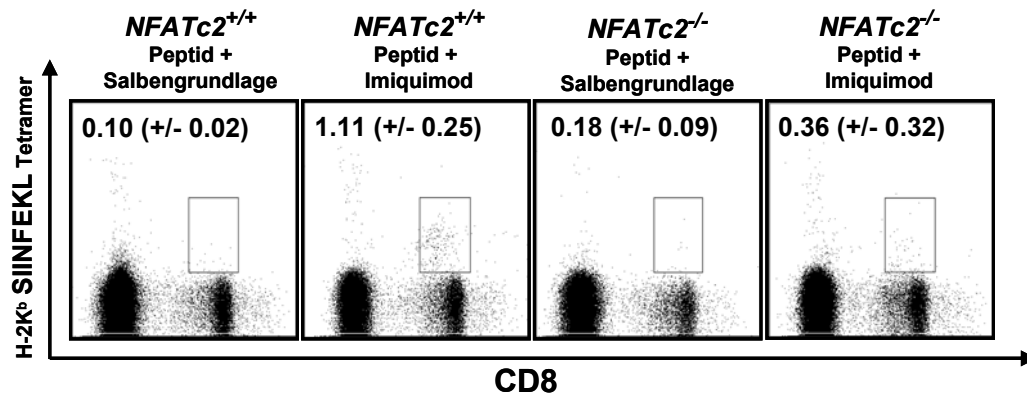 NFATc2+/+
Peptid +
Salbengrundlage
NFATc2+/+
Peptid +
Imiquimod
NFATc2-/-
Peptid +
Salbengrundlage
NFATc2-/-
Peptid +
Imiquimod
0.10 (+/- 0.02)
1.11 (+/- 0.25)
0.18 (+/- 0.09)
0.36 (+/- 0.32)
H-2Kb SIINFEKL Tetramer
CD8